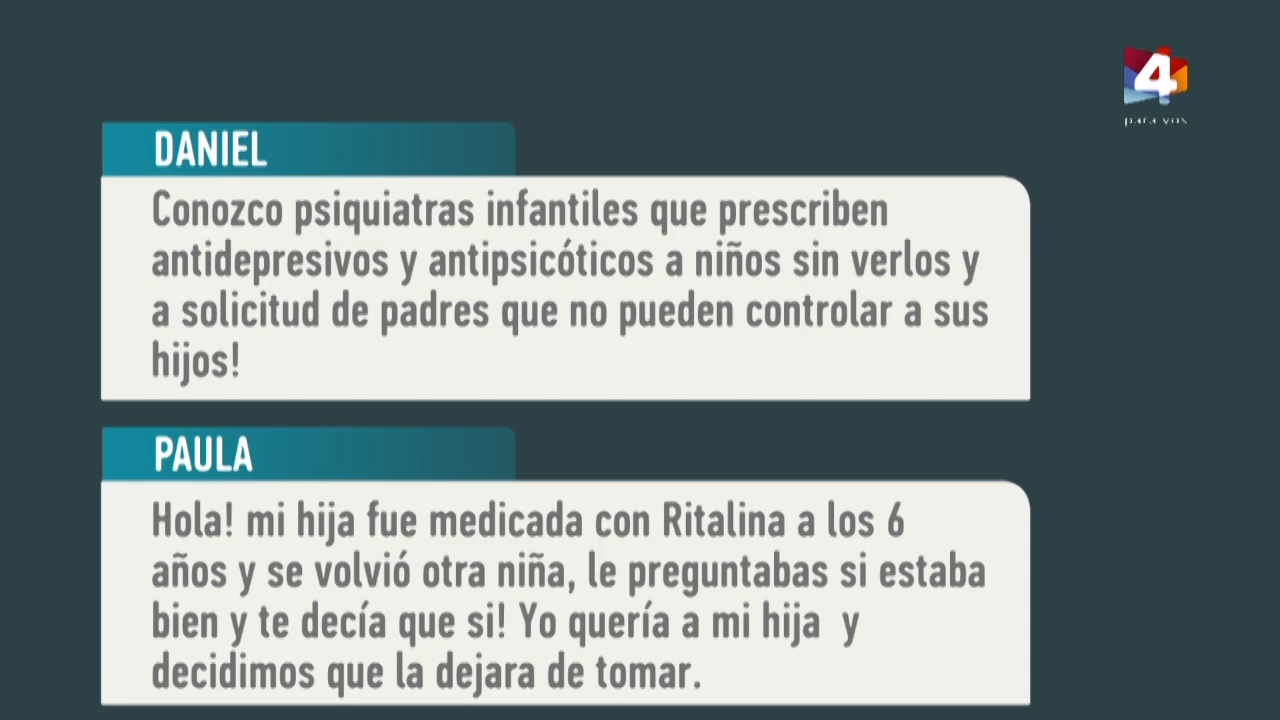 4
para vos
DANIEL
Conozco psiquiatras infantiles que prescriben
antidepresivos y antipsicóticos a niños sin verlos y
a solicitud de padres que no pueden controlar a sus
hijos!
PAULA
Hola! mi hija fue medicada con Ritalina a los 6
años y se volvió otra niña, le preguntabas si estaba
bien y te decía que si! Yo quería a mi hija  y
decidimos que la dejara de tomar.